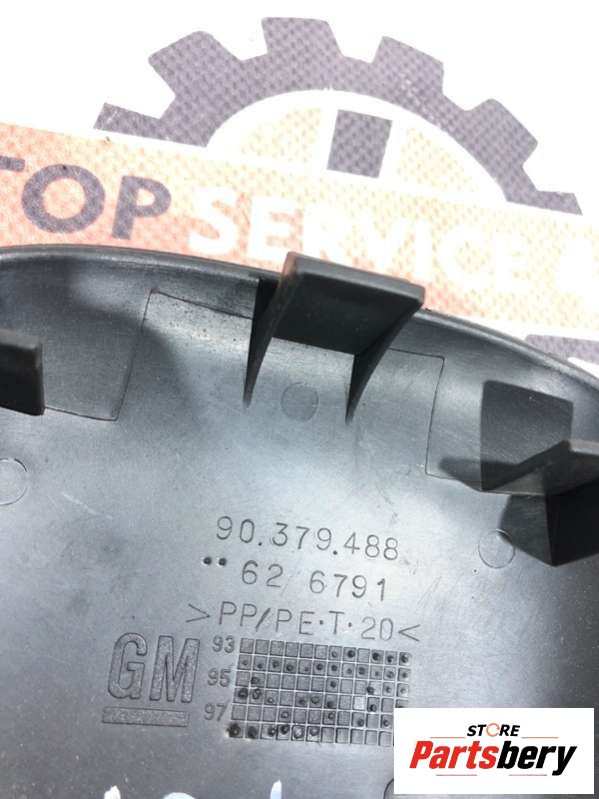 TOP SERVICE &
90.379.488
62 6791
>PP/PE·T·20<
GM
93
95
97
STORE
Partsbery